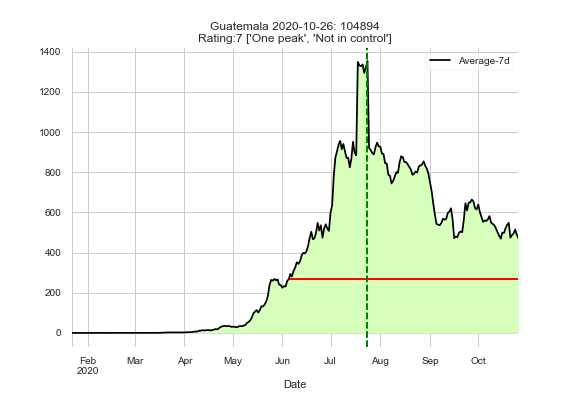 Guatemala 2020-10-26: 104894
Rating:7 ['One peak', 'Not in control']
Average-7d
1400
1200
1000
800
600
400
200
0
Feb Mar Apr May Jun Jul Aug Sep Oct
2020
Date